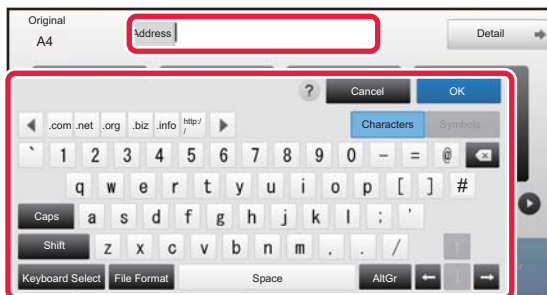 Original
A4
Address
Detail
? Cancel OK
.com .net .org .biz .info http:/
/
Characters Symbols
` 1 2 3 4 5 6 7 8 9 0 - = @
q w e r t y u i o p [ ] #
Caps a s d f g h j k l ; '
Shift z x c v b n m , . /
Keyboard Select File Format Space AltGr